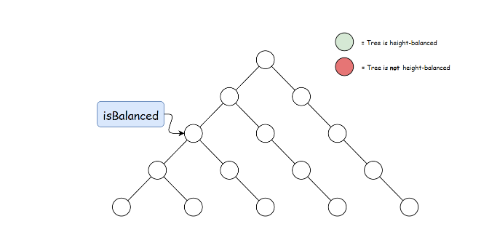 = Tree is height-balanced
= Tree is not height-balanced
isBalanced